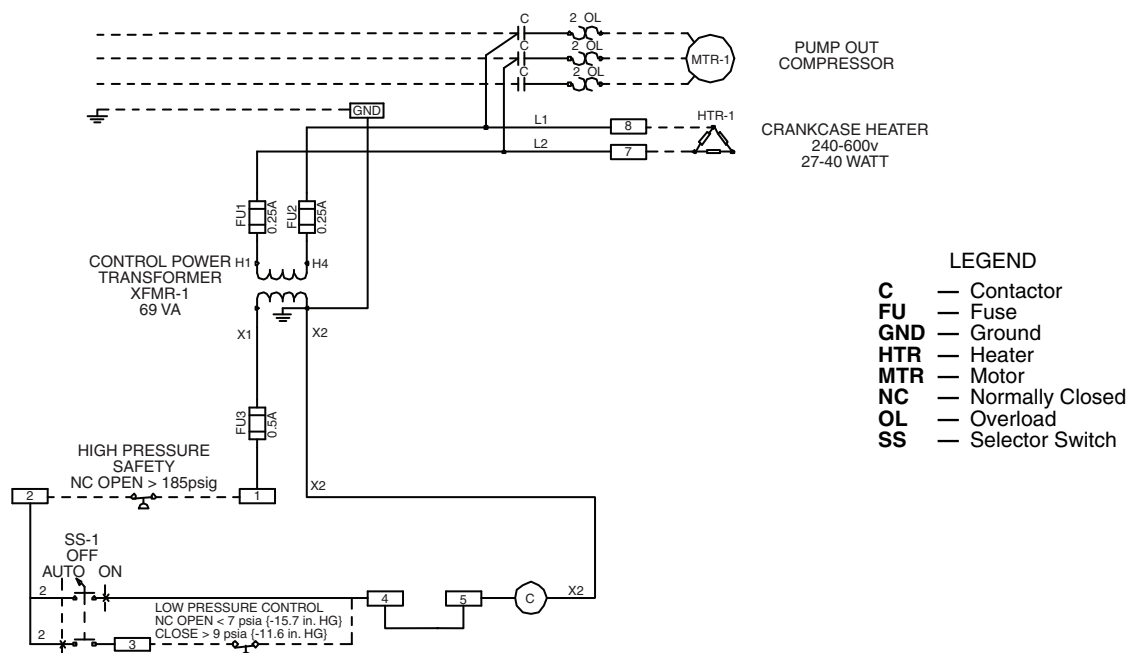 C 2 OL
C 2 OL
C 2 OL
MTR-1
PUMP OUT
COMPRESSOR
GND
L1
8
HTR-1
L2
7
CRANKCASE HEATER
240-600v
27-40 WATT
FU1
0.25A
FU2
0.25A
CONTROL POWER
TRANSFORMER
XFMR-1
69 VA
H1
H4
X1
X2
FU3
0.5A
HIGH PRESSURE
SAFETY
NC OPEN > 185psig
2
1
X2
SS-1
OFF
AUTO ON
2
4
5
C
X2
LOW PRESSURE CONTROL
NC OPEN < 7 psia {-15.7 in. HG}
CLOSE > 9 psia {-11.6 in. HG}
2
3
LEGEND
C — Contactor
FU — Fuse
GND — Ground
HTR — Heater
MTR — Motor
NC — Normally Closed
OL — Overload
SS — Selector Switch